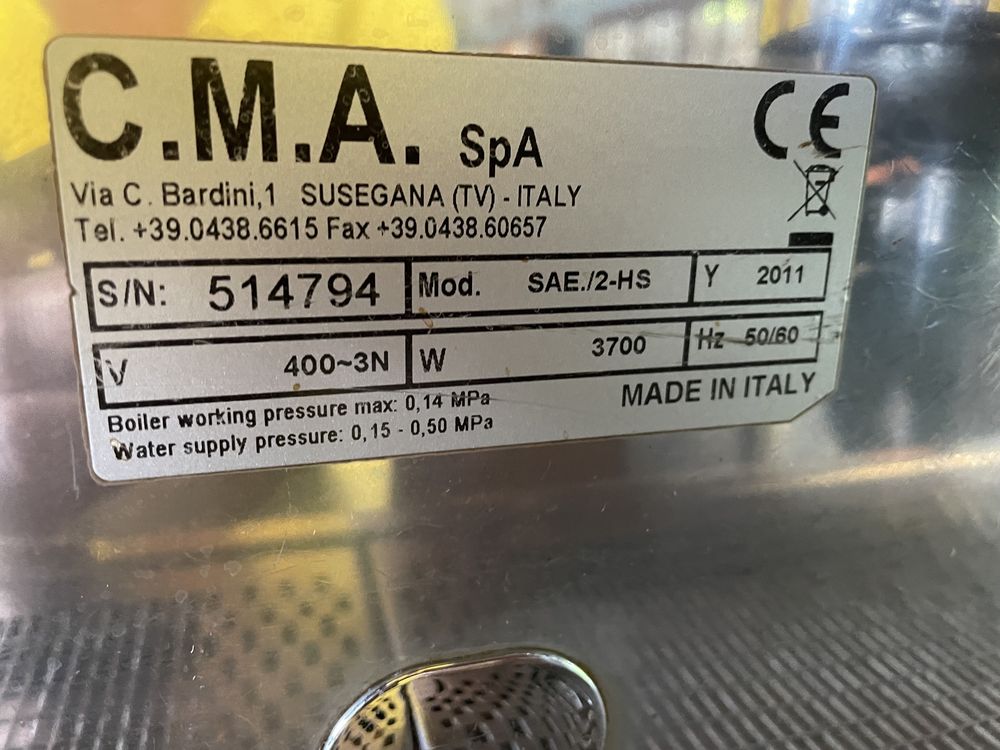 C.M.A. SpA
CE
Via C. Bardini,1 SUSEGANA (TV) - ITALY
Tel. +39.0438.6615 Fax +39.0438.60657
S/N: 514794 Mod. SAE./2-HS Y 2011
V 400~3N W 3700 Hz 50/60
Boiler working pressure max: 0,14 MPa
Water supply pressure: 0,15 - 0,50 MPa
MADE IN ITALY